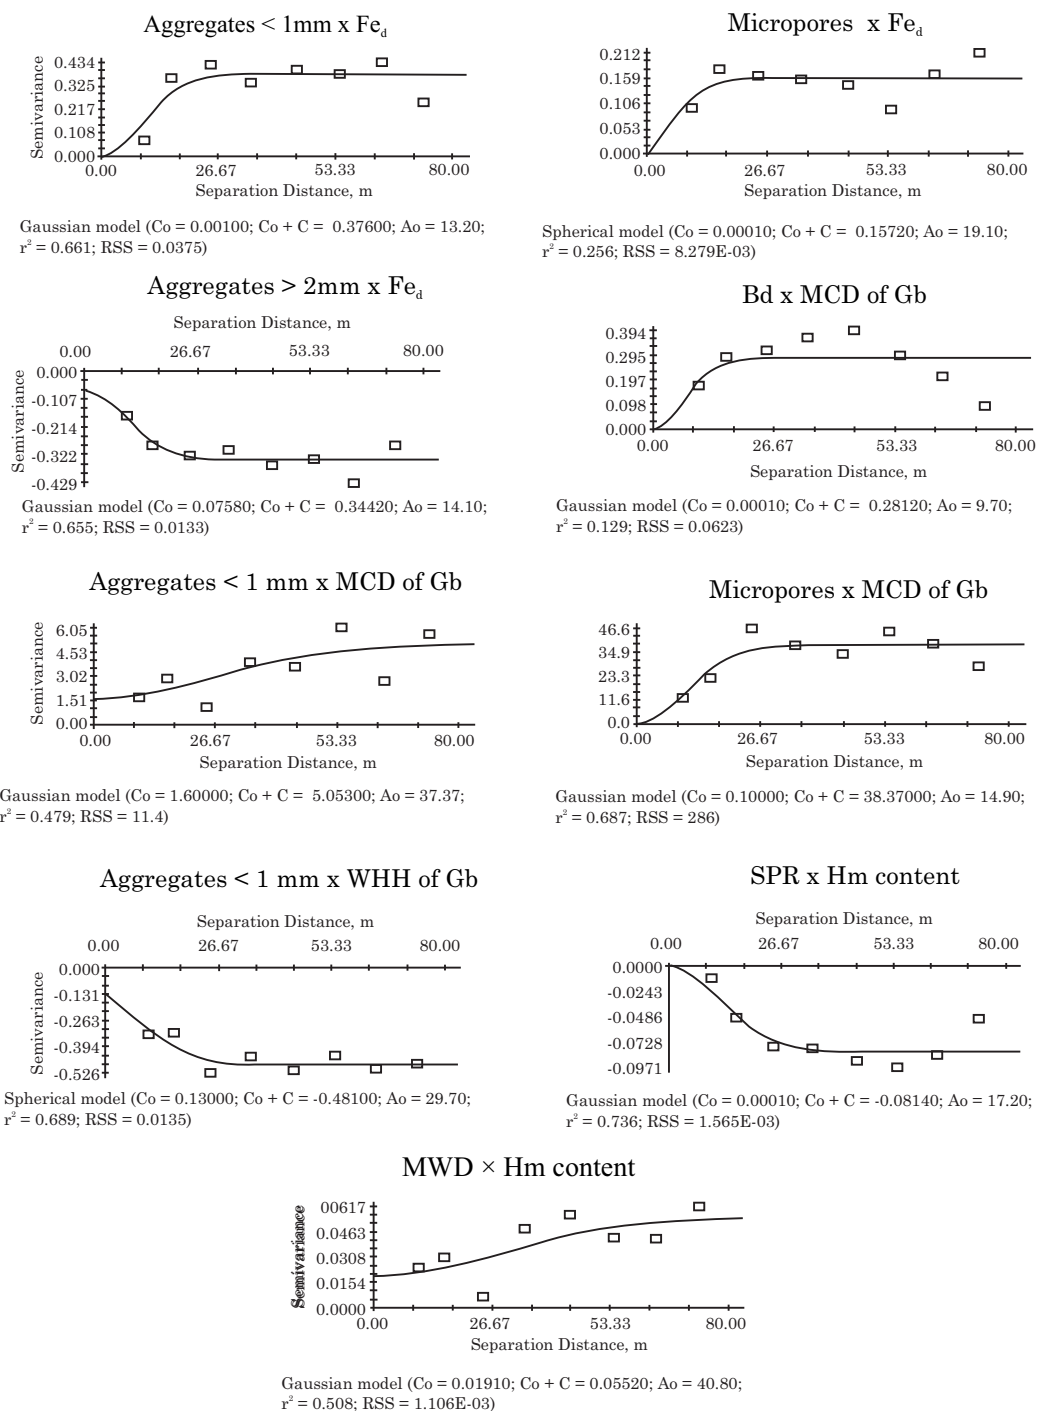 Aggregates < 1mm x Fed
Semivariance
0.434
0.325
0.217
0.108
0.000
0.00 26.67 53.33 80.00
Separation Distance, m
Gaussian model (Co = 0.00100; Co + C = 0.37600; Ao = 13.20;
r² = 0.661; RSS = 0.0375)
Micropores x Fed
0.212
0.159
0.106
0.053
0.000
0.00 26.67 53.33 80.00
Separation Distance, m
Spherical model (Co = 0.00010; Co + C = 0.15720; Ao = 19.10;
r² = 0.256; RSS = 8.279E-03)
Aggregates > 2mm x Fed
Separation Distance, m
0.00 26.67 53.33 80.00
Semivariance
0.000
-0.107
-0.214
-0.322
-0.429
Gaussian model (Co = 0.07580; Co + C = 0.34420; Ao = 14.10;
r² = 0.655; RSS = 0.0133)
Bd x MCD of Gb
0.394
0.295
0.197
0.098
0.000
0.00 26.67 53.33 80.00
Separation Distance, m
Gaussian model (Co = 0.00010; Co + C = 0.28120; Ao = 9.70;
r² = 0.129; RSS = 0.0623)
Aggregates < 1 mm x MCD of Gb
Semivariance
6.05
4.53
3.02
1.51
0.00
0.00 26.67 53.33 80.00
Separation Distance, m
Gaussian model (Co = 1.60000; Co + C = 5.05300; Ao = 37.37;
r² = 0.479; RSS = 11.4)
Micropores x MCD of Gb
46.6
34.9
23.3
11.6
0.0
0.00 26.67 53.33 80.00
Separation Distance, m
Gaussian model (Co = 0.10000; Co + C = 38.37000; Ao = 14.90;
r² = 0.687; RSS = 286)
Aggregates < 1 mm x WHH of Gb
Separation Distance, m
0.00 26.67 53.33 80.00
Semivariance
0.000
-0.131
-0.263
-0.394
-0.526
Spherical model (Co = 0.13000; Co + C = -0.48100; Ao = 29.70;
r² = 0.689; RSS = 0.0135)
SPR x Hm content
Separation Distance, m
0.00 26.67 53.33 80.00
0.0000
-0.0243
-0.0486
-0.0728
-0.0971
Gaussian model (Co = 0.00010; Co + C = -0.08140; Ao = 17.20;
r² = 0.736; RSS = 1.565E-03)
MWD × Hm content
Semivariance
00617
0.0463
0.0308
0.0154
0.0000
0.00 26.67 53.33 80.00
Separation Distance, m
Gaussian model (Co = 0.01910; Co + C = 0.05520; Ao = 40.80;
r² = 0.508; RSS = 1.106E-03)